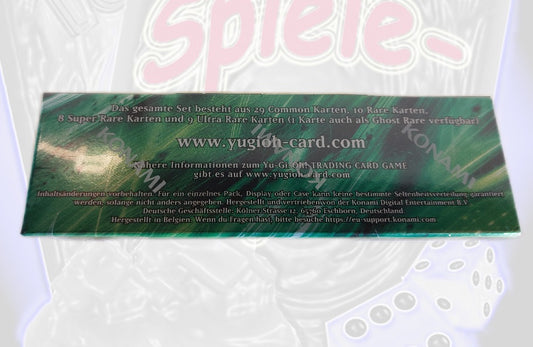 Spiele-
Das gesamte Set besteht aus 29 Common Karten, 10 Rare Karten,
8 Super Rare Karten und 9 Ultra Rare Karten (1 Karte auch als Ghost Rare verfügbar)
www.yugioh-card.com
Nähere Informationen zum Yu-Gi-Oh! TRADING CARD GAME
gibt es auf www.yugioh-card.com
Inhaltsänderungen vorbehalten. Für ein einzelnes Pack, Display oder Case kann keine bestimmte Seltenheitsverteilung garantiert
werden, solange nicht anders angegeben. Hergestellt und vertrieben von der Konami Digital Entertainment B.V.
Deutsche Geschäftsstelle, Kölner Strasse 12, 65760 Eschborn, Deutschland.
Hergestellt in Belgien. Wenn du Fragen hast, bitte besuche https://eu-support.konami.com
KONAMI
KONAMI